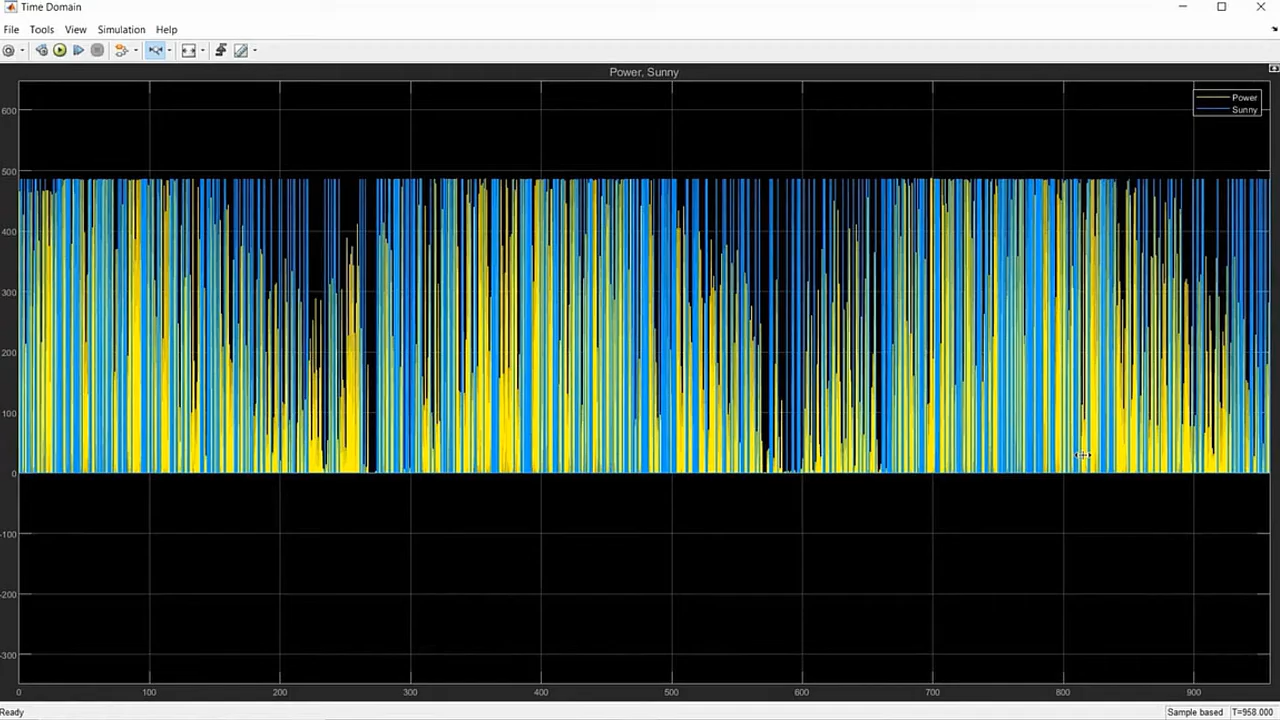 Time Domain
File Tools View Simulation Help
Power, Sunny
Power
Sunny
600
500
400
300
200
100
0
-100
-200
-300
0 100 200 300 400 500 600 700 800 900
Ready Sample based T=958.000